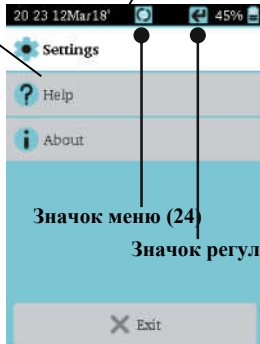 20 23 12Mar18' 45%
Settings
Help
About
Значок меню (24)
Значок регул
Exit